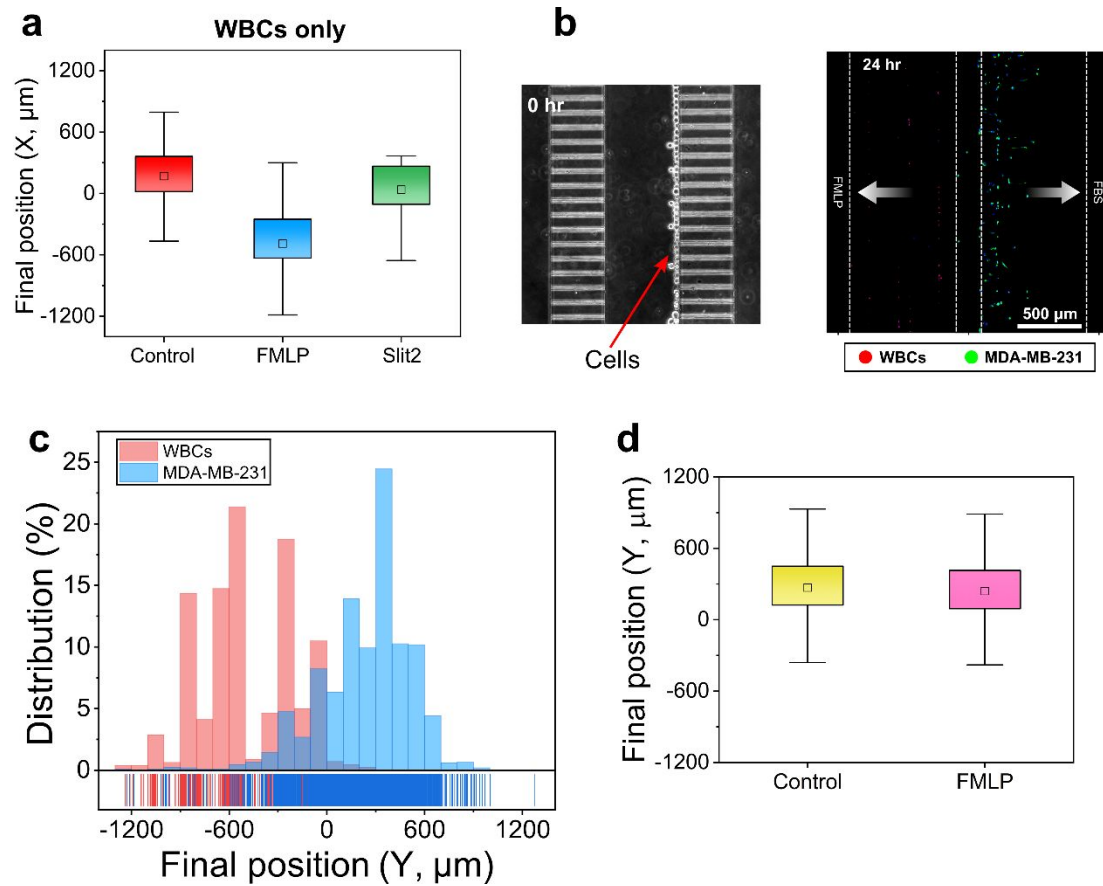 a
WBCs only
Final position (X, µm)
1200
600
0
-600
-1200
Control FMLP Slit2
b
0 hr
Cells
24 hr
FMLP
FBS
500 µm
WBCs MDA-MB-231
c
WBCs
MDA-MB-231
Distribution (%)
25
20
15
10
5
0
-1200 -600 0 600 1200
Final position (Y, µm)
d
Final position (Y, µm)
1200
600
0
-600
-1200
Control FMLP